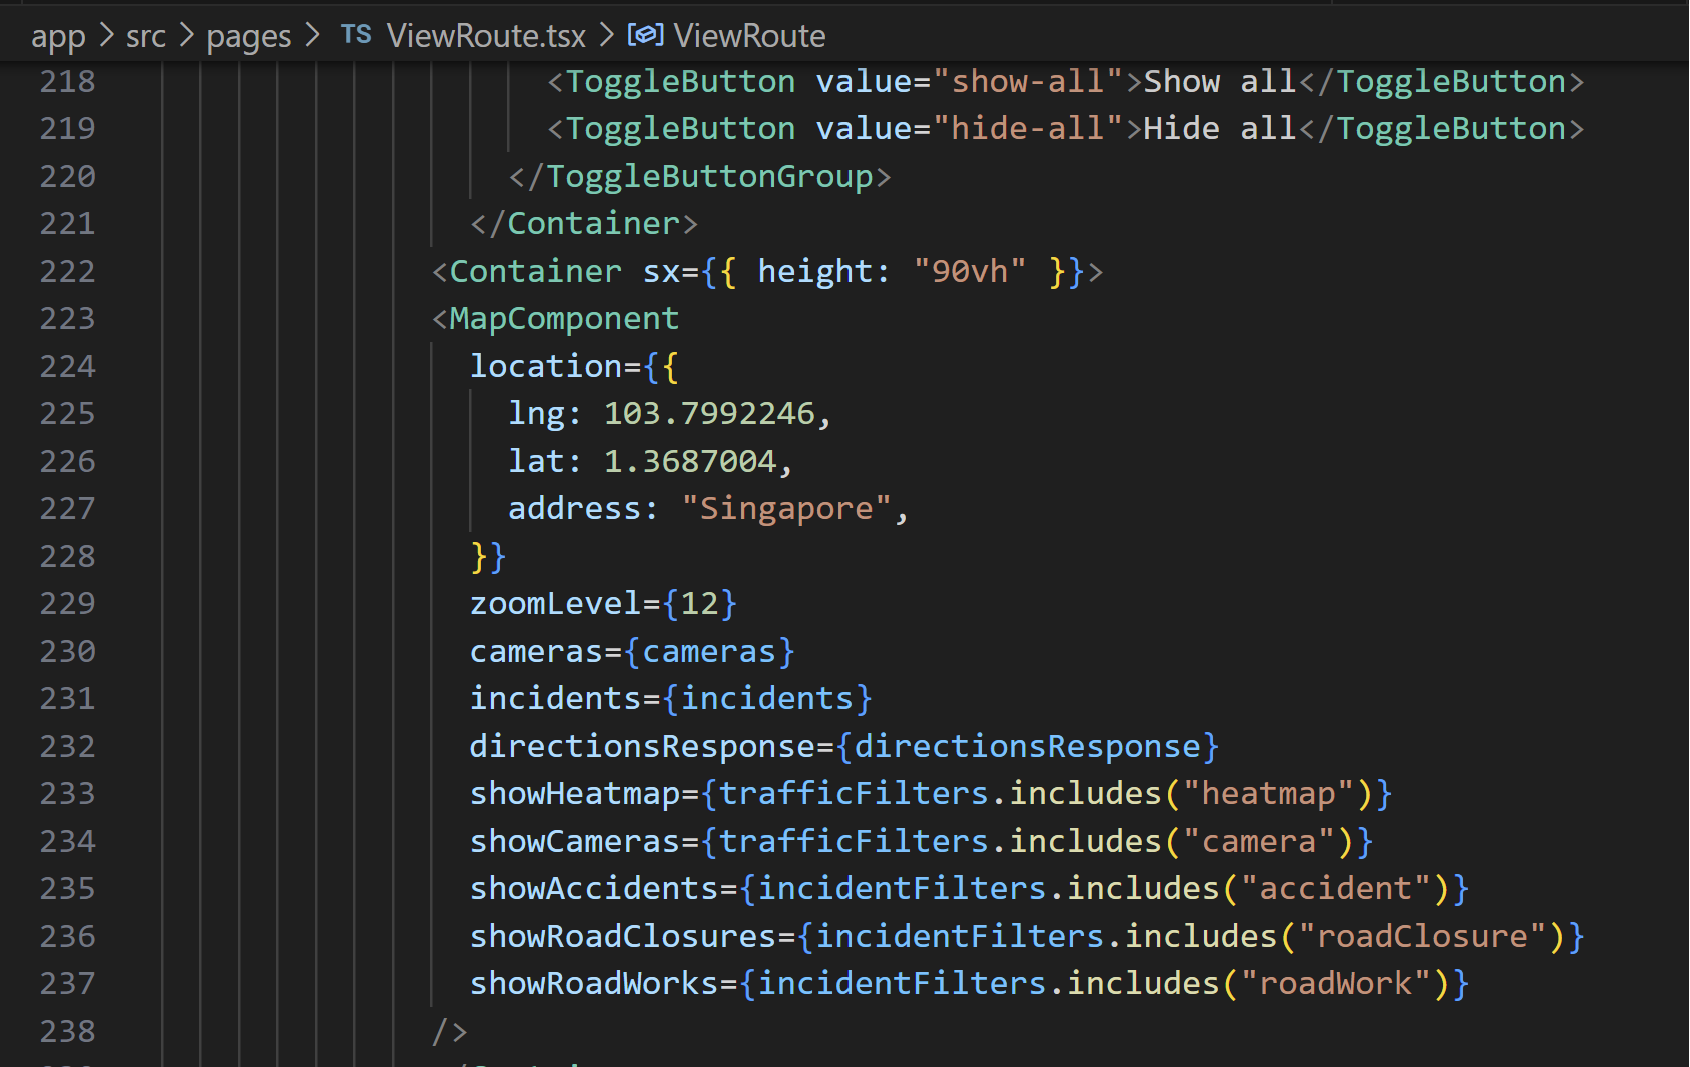 app > src > pages > TS ViewRoute.tsx > ViewRoute
218 <ToggleButton value="show-all">Show all</ToggleButton>
219 <ToggleButton value="hide-all">Hide all</ToggleButton>
220 </ToggleButtonGroup>
221 </Container>
222 <Container sx={{ height: "90vh" }}>
223 <MapComponent
224 location={{
225 lng: 103.7992246,
226 lat: 1.3687004,
227 address: "Singapore",
228 }}
229 zoomLevel={12}
230 cameras={cameras}
231 incidents={incidents}
232 directionsResponse={directionsResponse}
233 showHeatmap={trafficFilters.includes("heatmap")}
234 showCameras={trafficFilters.includes("camera")}
235 showAccidents={incidentFilters.includes("accident")}
236 showRoadClosures={incidentFilters.includes("roadClosure")}
237 showRoadWorks={incidentFilters.includes("roadWork")}
238 />